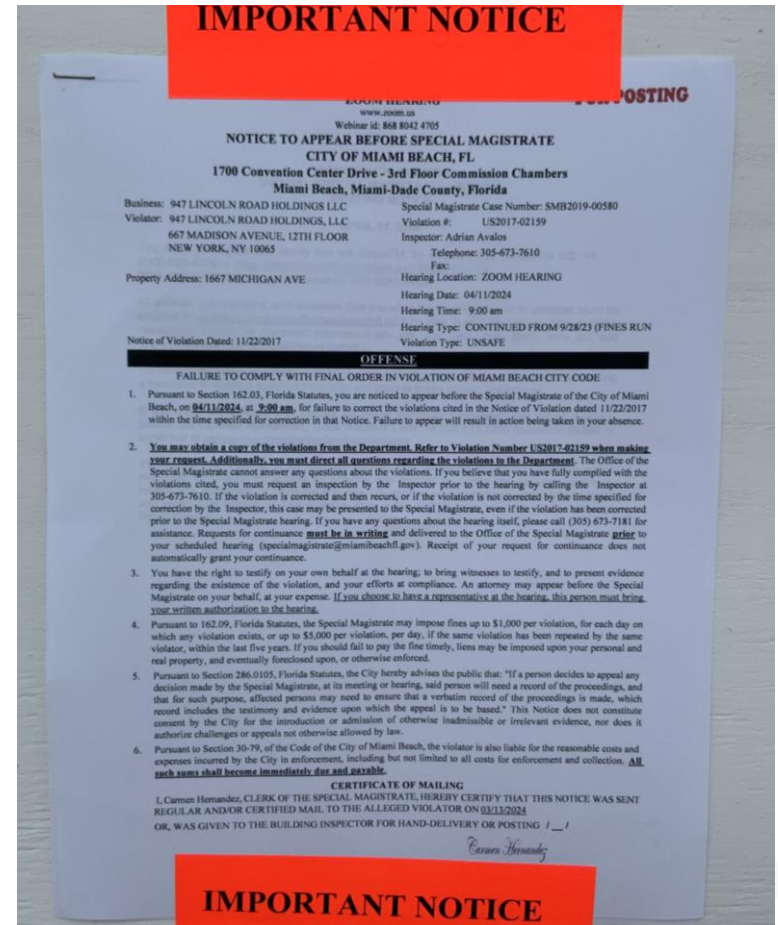 IMPORTANT NOTICE
POSTING
ZOOM HEARING
www.zoom.us
Webinar id: 868 8042 4705
NOTICE TO APPEAR BEFORE SPECIAL MAGISTRATE
CITY OF MIAMI BEACH, FL
1700 Convention Center Drive - 3rd Floor Commission Chambers
Miami Beach, Miami-Dade County, Florida
Business: 947 LINCOLN ROAD HOLDINGS LLC
Violator: 947 LINCOLN ROAD HOLDINGS, LLC
667 MADISON AVENUE, 12TH FLOOR
NEW YORK, NY 10065
Property Address: 1667 MICHIGAN AVE
Notice of Violation Dated: 11/22/2017
Special Magistrate Case Number: SMB2019-00580
Violation #: US2017-02159
Inspector: Adrian Avalos
Telephone: 305-673-7610
Fax:
Hearing Location: ZOOM HEARING
Hearing Date: 04/11/2024
Hearing Time: 9:00 am
Hearing Type: CONTINUED FROM 9/28/23 (FINES RUN
Violation Type: UNSAFE
OFFENSE
FAILURE TO COMPLY WITH FINAL ORDER IN VIOLATION OF MIAMI BEACH CITY CODE
1. Pursuant to Section 162.03, Florida Statutes, you are noticed to appear before the Special Magistrate of the City of Miami
Beach, on 04/11/2024, at 9:00 am, for failure to correct the violations cited in the Notice of Violation dated 11/22/2017
within the time specified for correction in that Notice. Failure to appear will result in action being taken in your absence.
2. You may obtain a copy of the violations from the Department. Refer to Violation Number US2017-02159 when making
your request. Additionally, you must direct all questions regarding the violations to the Department. The Office of the
Special Magistrate cannot answer any questions about the violations. If you believe that you have fully complied with the
violations cited, you must request an inspection by the Inspector prior to the hearing by calling the Inspector at
305-673-7610. If the violation is corrected and then recurs, or if the violation is not corrected by the time specified for
correction by the Inspector, this case may be presented to the Special Magistrate, even if the violation has been corrected
prior to the Special Magistrate hearing. If you have any questions about the hearing itself, please call (305) 673-7181 for
assistance. Requests for continuance must be in writing and delivered to the Office of the Special Magistrate prior to
your scheduled hearing (specialmagistrate@miamibeachfl.gov). Receipt of your request for continuance does not
automatically grant your continuance.
3. You have the right to testify on your own behalf at the hearing; to bring witnesses to testify, and to present evidence
regarding the existence of the violation, and your efforts at compliance. An attorney may appear before the Special
Magistrate on your behalf, at your expense. If you choose to have a representative at the hearing, this person must bring
your written authorization to the hearing.
4. Pursuant to 162.09, Florida Statutes, the Special Magistrate may impose fines up to $1,000 per violation, for each day on
which any violation exists, or up to $5,000 per violation, per day, if the same violation has been repeated by the same
violator, within the last five years. If you should fail to pay the fine timely, liens may be imposed upon your personal and
real property, and eventually foreclosed upon, or otherwise enforced.
5. Pursuant to Section 286.0105, Florida Statutes, the City hereby advises the public that: "If a person decides to appeal any
decision made by the Special Magistrate, at its meeting or hearing, said person will need a record of the proceedings, and
that for such purpose, affected persons may need to ensure that a verbatim record of the proceedings is made, which
record includes the testimony and evidence upon which the appeal is to be based." This Notice does not constitute
consent by the City for the introduction or admission of otherwise inadmissible or irrelevant evidence, nor does it
authorize challenges or appeals not otherwise allowed by law.
6. Pursuant to Section 30-79, of the Code of the City of Miami Beach, the violator is also liable for the reasonable costs and
expenses incurred by the City in enforcement, including but not limited to all costs for enforcement and collection. All
such sums shall become immediately due and payable.
CERTIFICATE OF MAILING
I, Carmen Hernandez, CLERK OF THE SPECIAL MAGISTRATE, HEREBY CERTIFY THAT THIS NOTICE WAS SENT
REGULAR AND/OR CERTIFIED MAIL TO THE ALLEGED VIOLATOR ON 03/13/2024
OR, WAS GIVEN TO THE BUILDING INSPECTOR FOR HAND-DELIVERY OR POSTING /__/
Carmen Hernandez
IMPORTANT NOTICE